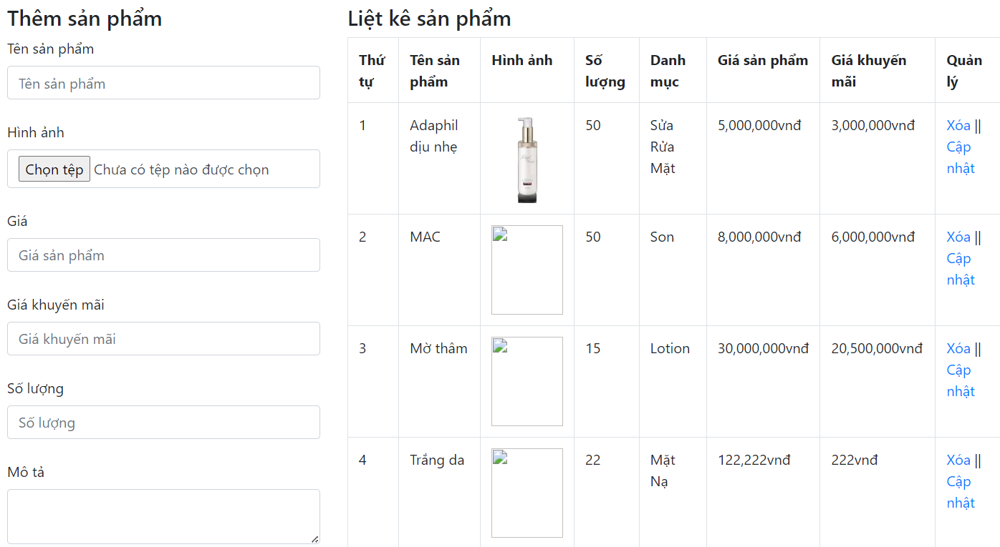 Thêm sản phẩm
Tên sản phẩm
Tên sản phẩm
Hình ảnh
Chọn tệp Chưa có tệp nào được chọn
Giá
Giá sản phẩm
Giá khuyến mãi
Giá khuyến mãi
Số lượng
Số lượng
Mô tả
Liệt kê sản phẩm
Thứ tự Tên sản phẩm Hình ảnh Số lượng Danh mục Giá sản phẩm Giá khuyến mãi Quản lý
1 Adaphil dịu nhẹ 50 Sửa Rửa Mặt 5,000,000vnđ 3,000,000vnđ Xóa || Cập nhật
2 MAC 50 Son 8,000,000vnđ 6,000,000vnđ Xóa || Cập nhật
3 Mờ thâm 15 Lotion 30,000,000vnđ 20,500,000vnđ Xóa || Cập nhật
4 Trắng da 22 Mặt Nạ 122,222vnđ 222vnđ Xóa || Cập nhật